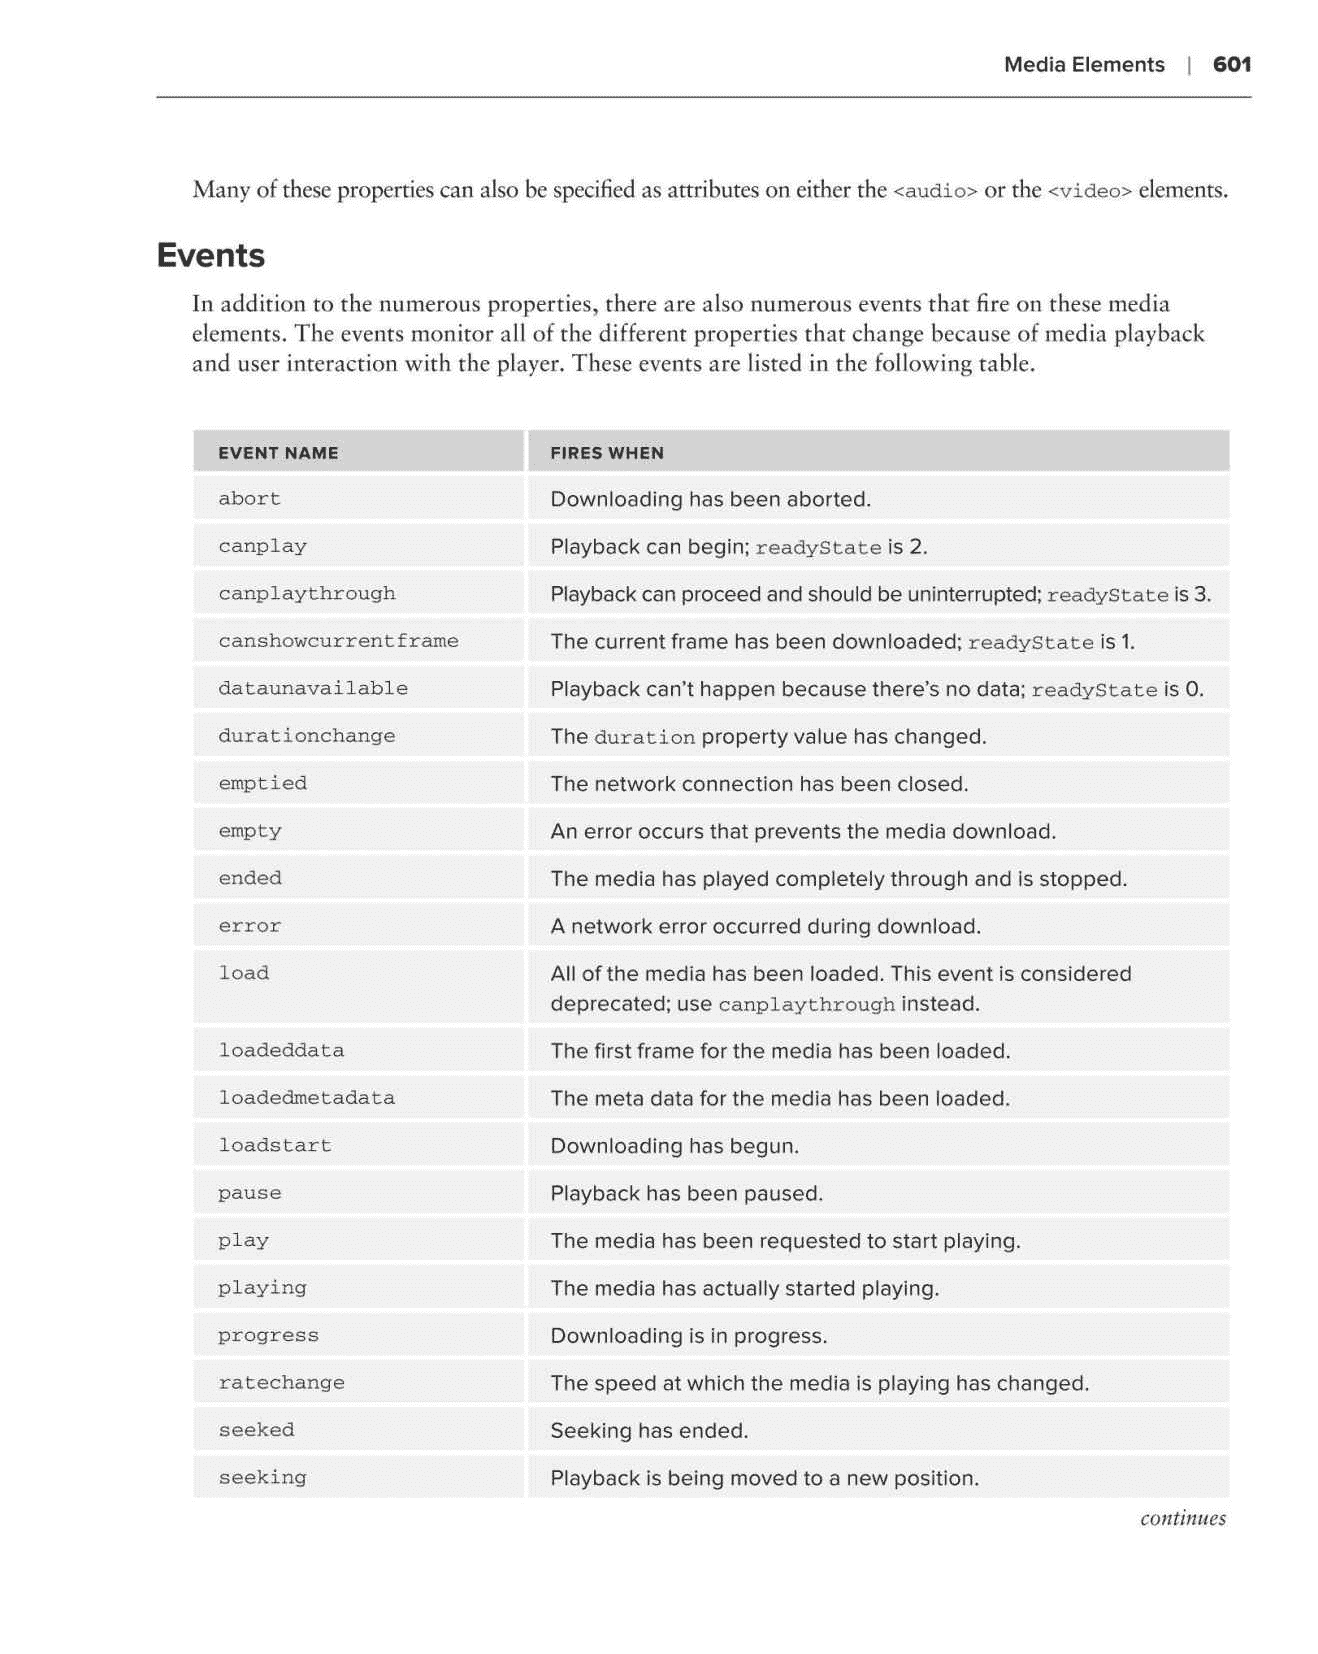 Media Elements | 601
Many of these properties can also be specified as attributes on either the <audio> or the <video> elements.
Events
In addition to the numerous properties, there are also numerous events that fire on these media
elements. The events monitor all of the different properties that change because of media playback
and user interaction with the player. These events are listed in the following table.
EVENT NAME FIRES WHEN
abort Downloading has been aborted.
canplay Playback can begin; readyState is 2.
canplaythrough Playback can proceed and should be uninterrupted; readyState is 3.
canshowcurrentframe The current frame has been downloaded; readyState is 1.
dataunavailable Playback can’t happen because there’s no data; readyState is 0.
durationchange The duration property value has changed.
emptied The network connection has been closed.
empty An error occurs that prevents the media download.
ended The media has played completely through and is stopped.
error A network error occurred during download.
load All of the media has been loaded. This event is considered
deprecated; use canplaythrough instead.
loadeddata The first frame for the media has been loaded.
loadedmetadata The meta data for the media has been loaded.
loadstart Downloading has begun.
pause Playback has been paused.
play The media has been requested to start playing.
playing The media has actually started playing.
progress Downloading is in progress.
ratechange The speed at which the media is playing has changed.
seeked Seeking has ended.
seeking Playback is being moved to a new position.
continues